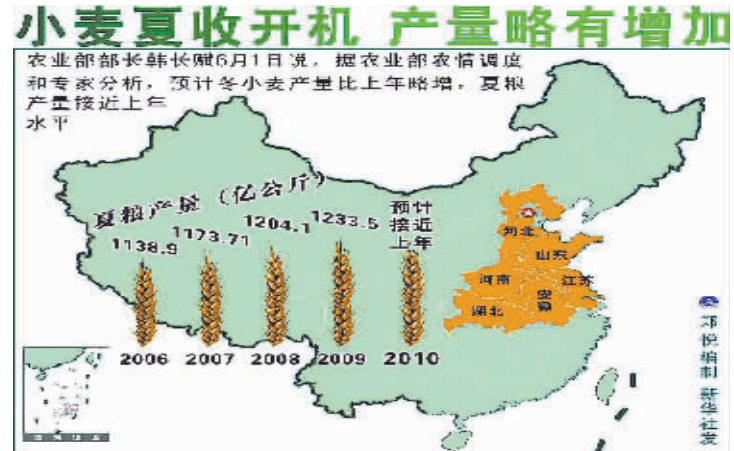 小麦夏收开机 产量略有增加
农业部部长韩长赋6月1日说，据农业部农情调度
和专家分析，预计冬小麦产量比上年略增，夏粮
产量接近上年
水平
夏粮产量（亿公斤）
1138.9
1173.71
1204.1
1233.5
预计
接近
上年
2006
2007
2008
2009
2010
河北
山东
河南
江苏
安徽
湖北
郑悦编制 新华社发